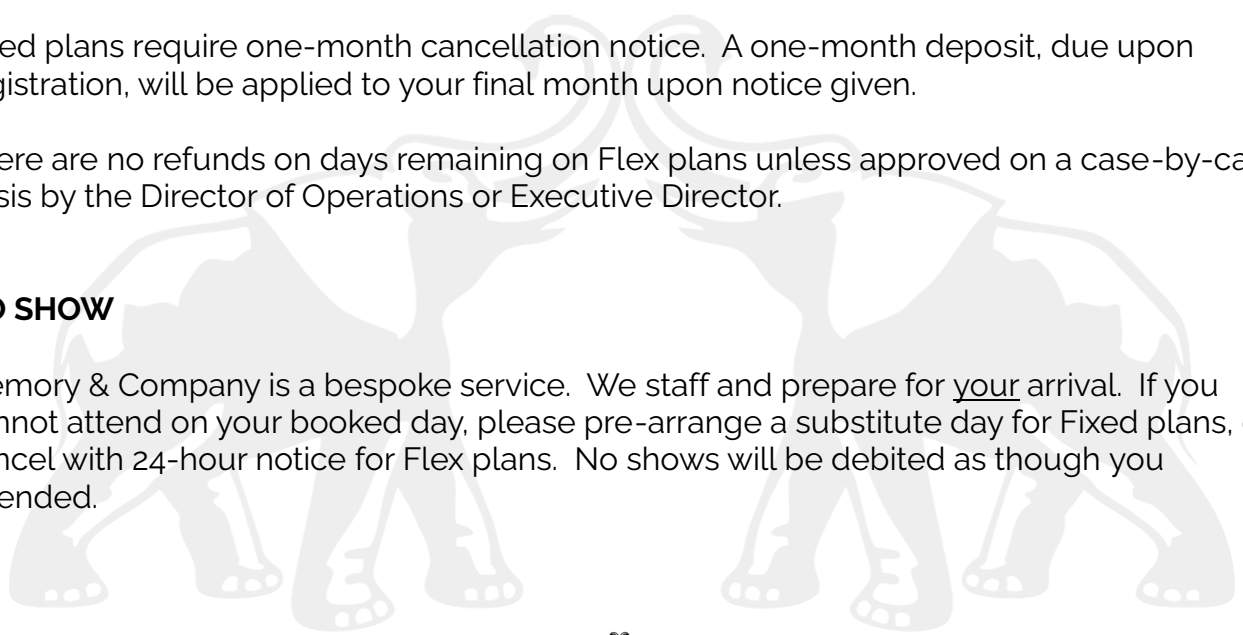 ed plans require one-month cancellation notice. A one-month deposit, due upon
gistration, will be applied to your final month upon notice given.
ere are no refunds on days remaining on Flex plans unless approved on a case-by-ca
sis by the Director of Operations or Executive Director.
O SHOW
emory & Company is a bespoke service. We staff and prepare for your arrival. If you
nnot attend on your booked day, please pre-arrange a substitute day for Fixed plans,
ncel with 24-hour notice for Flex plans. No shows will be debited as though you
ended.